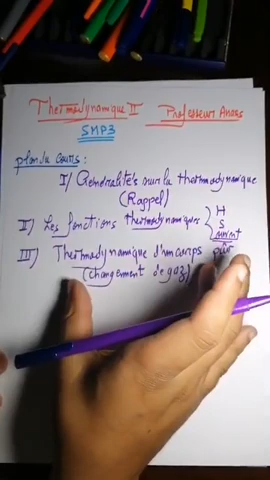 Thermodynamique II Professeur Anass
SMP3
plan du cours :
I) Généralités sur la thermodynamique
(Rappel)
II) Les fonctions thermodynamiques
H
S
III) Thermodynamique d'un corps pur
(changement de gaz)